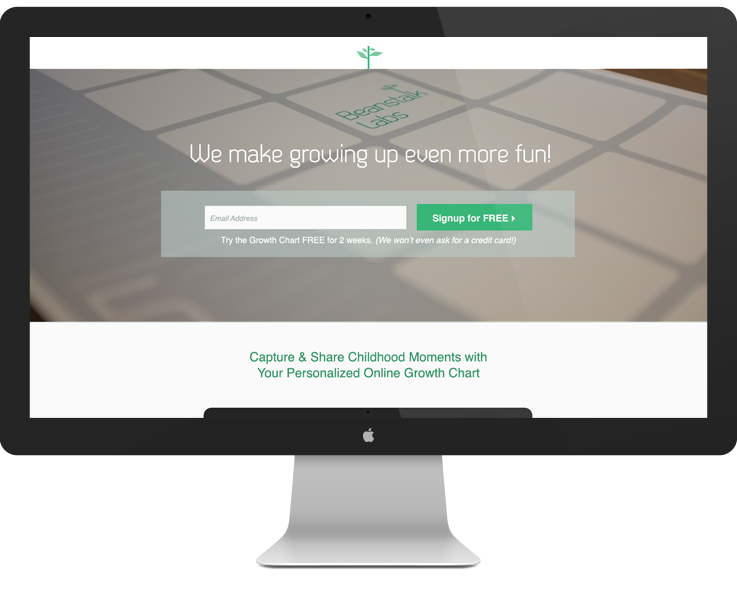 Beanstalk
Labs
We make growing up even more fun!
Email Address
Signup for FREE
Try the Growth Chart FREE for 2 weeks. (We won't even ask for a credit card!)
Capture & Share Childhood Moments with
Your Personalized Online Growth Chart